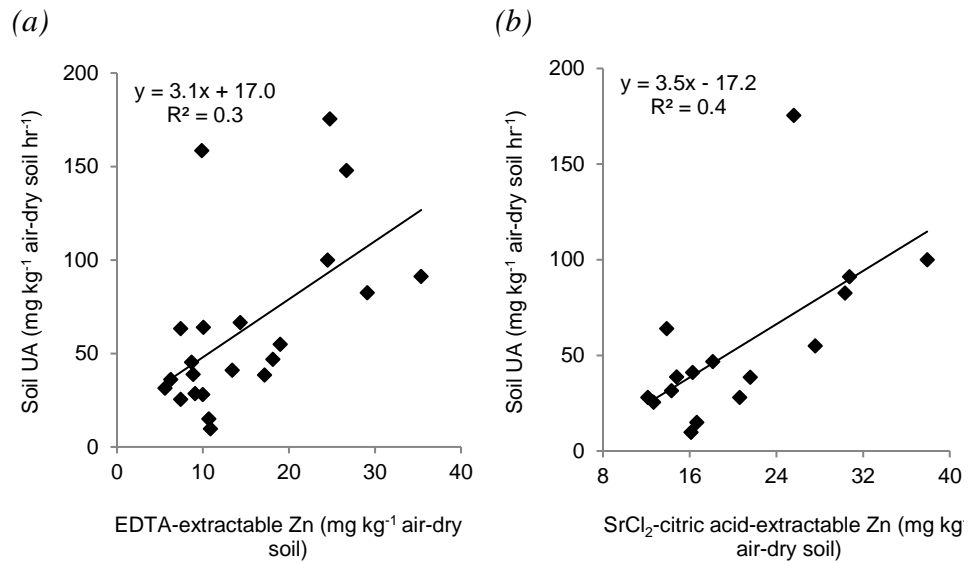 (a)
y = 3.1x + 17.0
R² = 0.3
Soil UA (mg kg⁻¹ air-dry soil hr⁻¹)
200
150
100
50
0
0 10 20 30 40
EDTA-extractable Zn (mg kg⁻¹ air-dry
soil)
(b)
y = 3.5x - 17.2
R² = 0.4
Soil UA (mg kg⁻¹ air-dry soil hr⁻¹)
200
150
100
50
0
8 16 24 32 40
SrCl₂-citric acid-extractable Zn (mg kg⁻
air-dry soil)